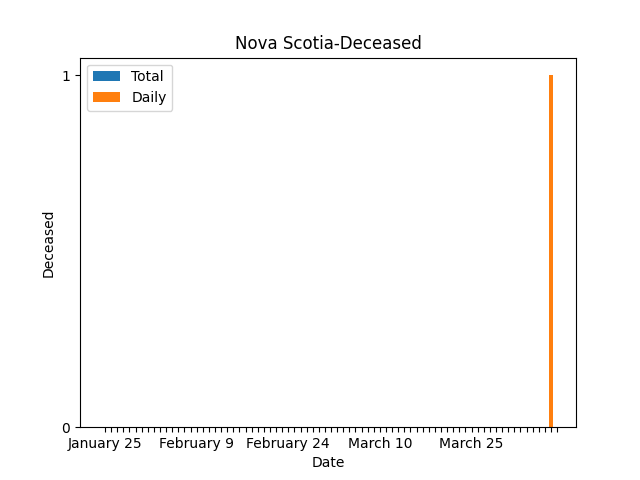 Nova Scotia-Deceased
Total
Daily
1
Deceased
0
January 25 February 9 February 24 March 10 March 25
Date